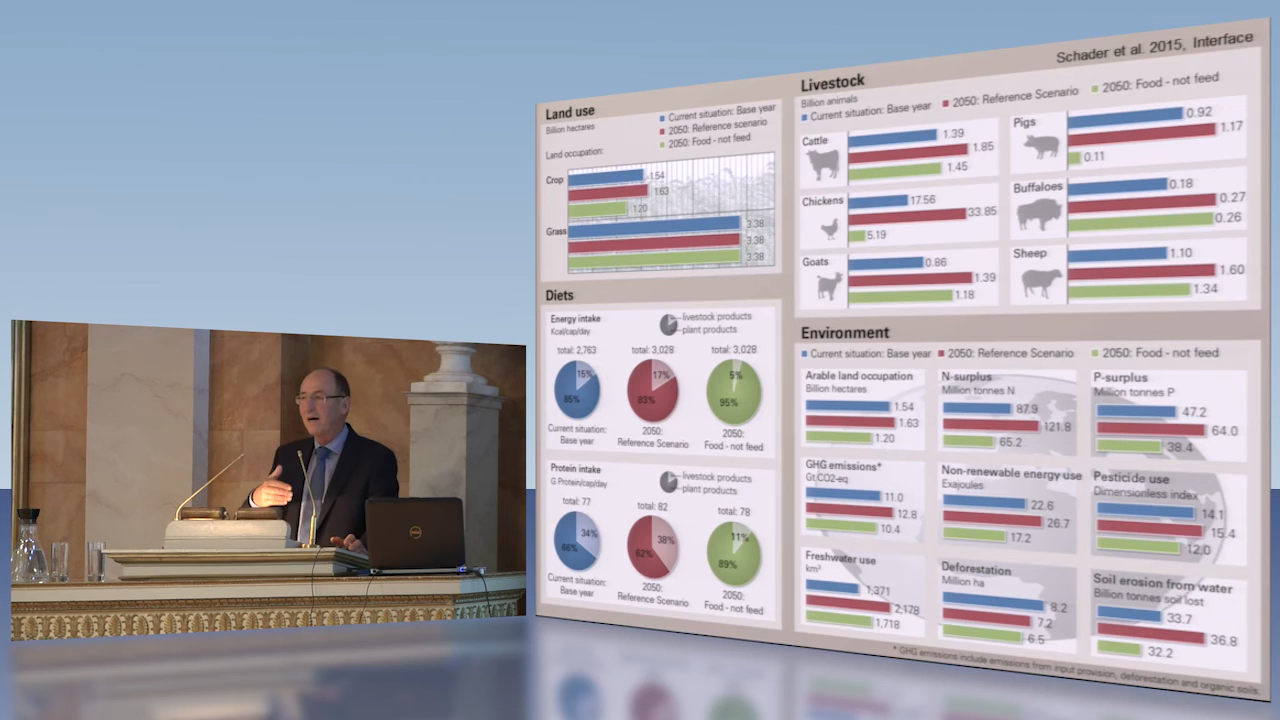 Schader et al. 2015, Interface
Land use
Billion hectares
Current situation: Base year
2050: Reference scenario
2050: Food - not feed
Land occupation:
Crop
1.54
1.63
1.20
Grass
3.38
3.38
3.38
Diets
Energy intake
Kcal/cap/day
livestock products
plant products
total: 2,763
total: 3,028
total: 3,028
15%
17%
5%
85%
83%
95%
Current situation:
Base year
2050:
Reference Scenario
2050:
Food - not feed
Protein intake
G Protein/cap/day
livestock products
plant products
total: 77
total: 82
total: 78
34%
38%
11%
66%
62%
89%
Current situation:
Base year
2050:
Reference Scenario
2050:
Food - not feed
Livestock
Billion animals
Current situation: Base year
2050: Reference Scenario
2050: Food - not feed
Cattle
1.39
1.85
1.45
Pigs
0.92
1.17
0.11
Chickens
17.56
33.85
5.19
Buffaloes
0.18
0.27
0.26
Goats
0.86
1.39
1.18
Sheep
1.10
1.60
1.34
Environment
Current situation: Base year
2050: Reference Scenario
2050: Food - not feed
Arable land occupation
Billion hectares
1.54
1.63
1.20
N-surplus
Million tonnes N
87.9
121.8
65.2
P-surplus
Million tonnes P
47.2
64.0
38.4
GHG emissions*
Gt CO2-eq
11.0
12.8
10.4
Non-renewable energy use
Exajoules
22.6
26.7
17.2
Pesticide use
Dimensionless index
14.1
15.4
12.0
Freshwater use
km³
1,371
2,178
1,718
Deforestation
Million ha
8.2
7.2
6.5
Soil erosion from water
Billion tonnes soil lost
33.7
36.8
32.2
* GHG emissions include emissions from input provision, deforestation and organic soils.
DELL